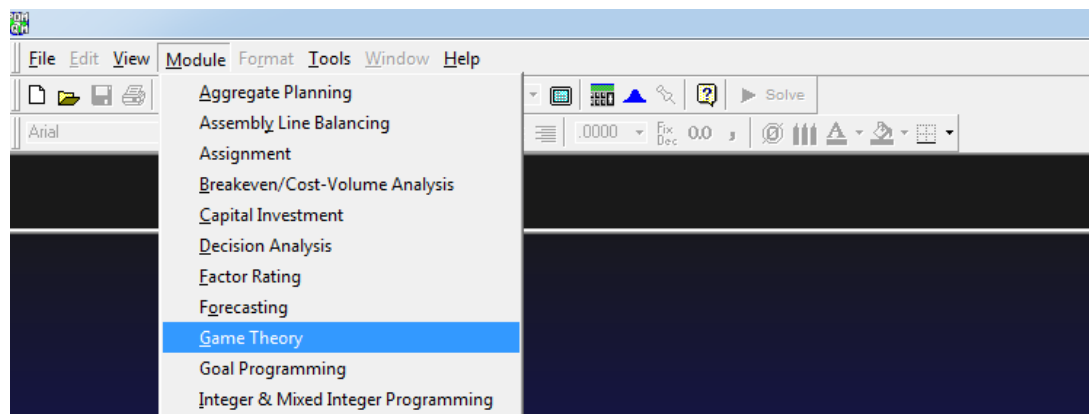 POM
QM
File Edit View Module Format Tools Window Help
Solve
Arial .0000 Fix Dec 0.0 , A
Aggregate Planning
Assembly Line Balancing
Assignment
Breakeven/Cost-Volume Analysis
Capital Investment
Decision Analysis
Factor Rating
Forecasting
Game Theory
Goal Programming
Integer & Mixed Integer Programming